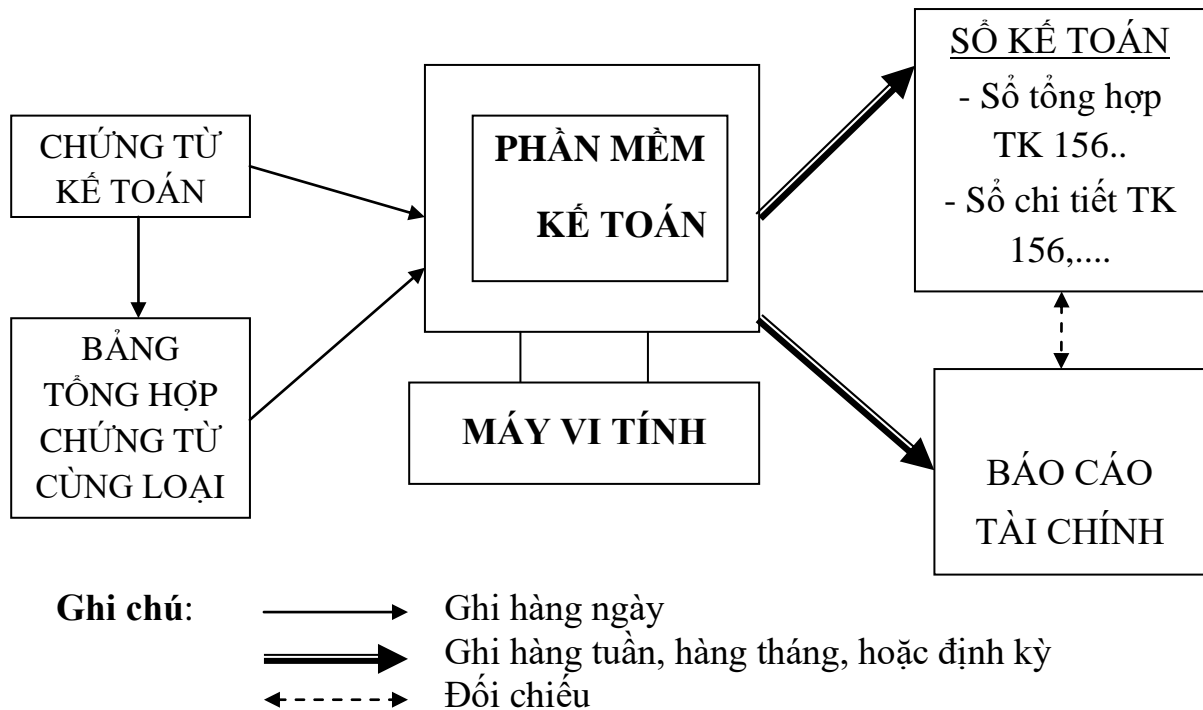 CHỨNG TỪ
KẾ TOÁN
BẢNG
TỔNG HỢP
CHỨNG TỪ
CÙNG LOẠI
PHẦN MỀM
KẾ TOÁN
MÁY VI TÍNH
SỔ KẾ TOÁN
- Sổ tổng hợp
TK 156..
- Sổ chi tiết TK
156,....
BÁO CÁO
TÀI CHÍNH
Ghi chú:
Ghi hàng ngày
Ghi hàng tuần, hàng tháng, hoặc định kỳ
Đối chiếu